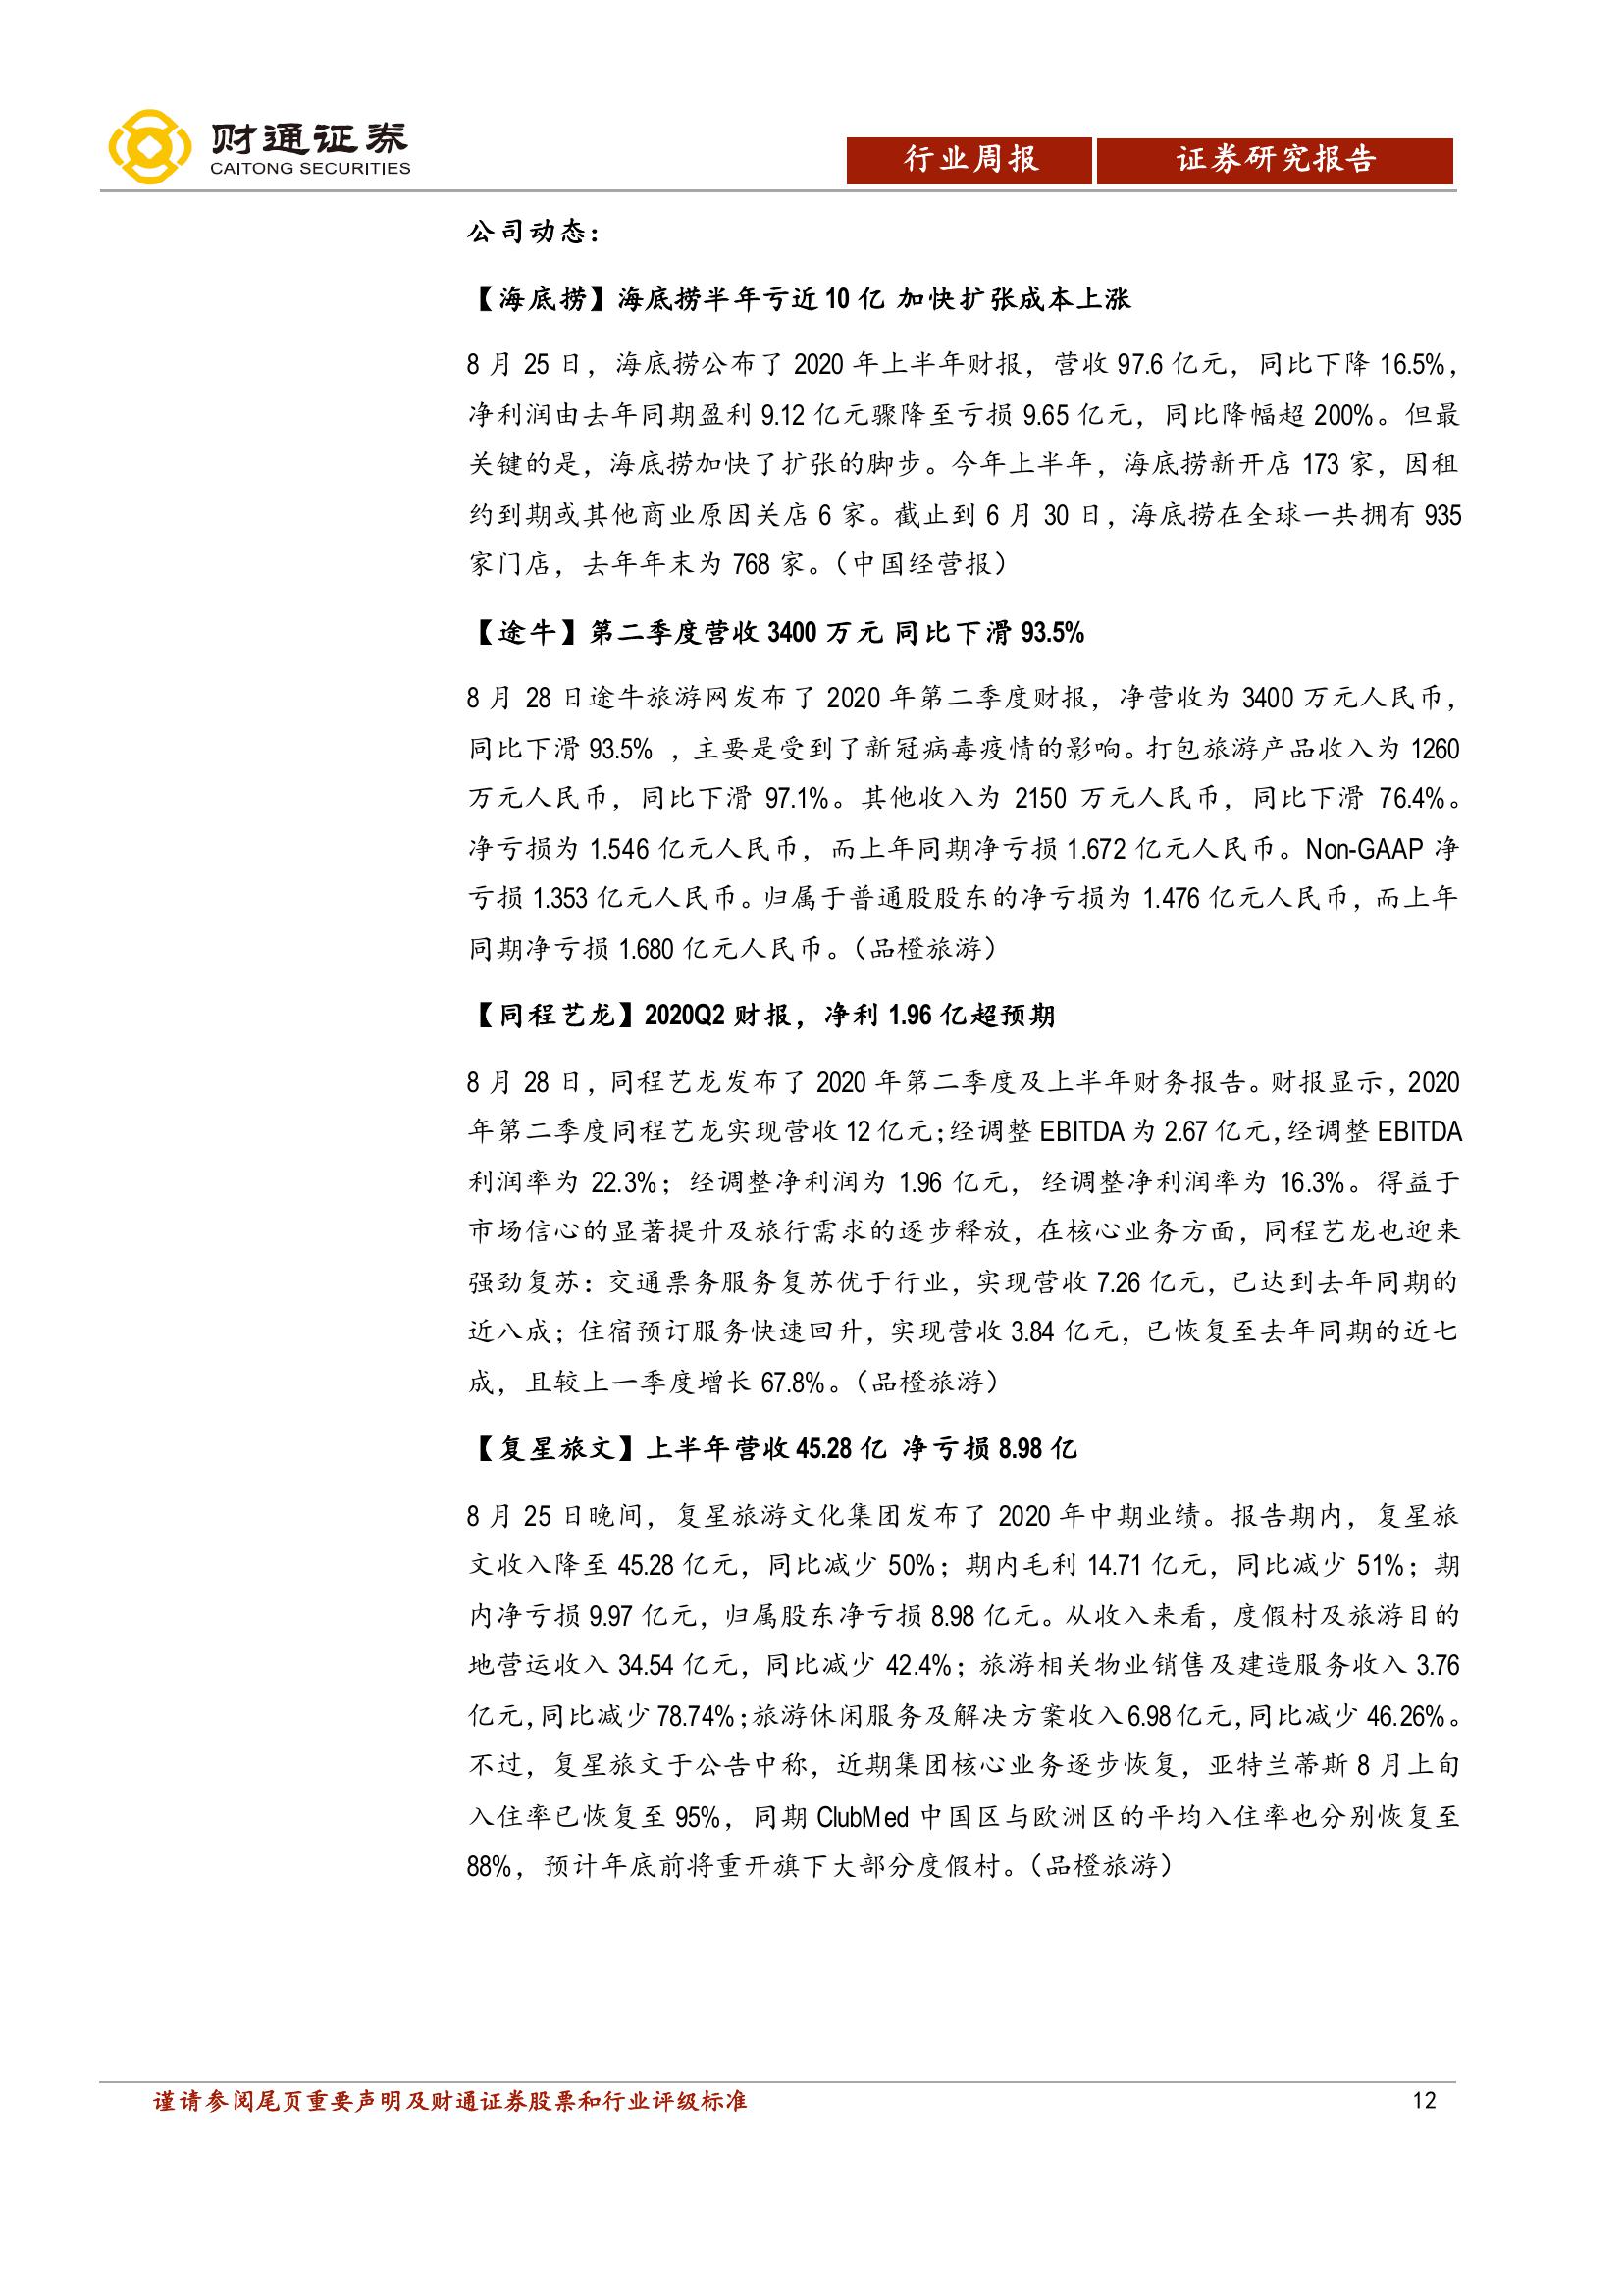 财通证券
CAITONG SECURITIES
行业周报
证券研究报告
公司动态：
【海底捞】海底捞半年亏近 10 亿 加快扩张成本上涨
8 月 25 日，海底捞公布了 2020 年上半年财报，营收 97.6 亿元，同比下降 16.5%，
净利润由去年同期盈利 9.12 亿元骤降至亏损 9.65 亿元，同比降幅超 200%。但最
关键的是，海底捞加快了扩张的脚步。今年上半年，海底捞新开店 173 家，因租
约到期或其他商业原因关店 6 家。截止到 6 月 30 日，海底捞在全球一共拥有 935
家门店，去年年末为 768 家。（中国经营报）
【途牛】第二季度营收 3400 万元 同比下滑 93.5%
8 月 28 日途牛旅游网发布了 2020 年第二季度财报，净营收为 3400 万元人民币，
同比下滑 93.5% ，主要是受到了新冠病毒疫情的影响。打包旅游产品收入为 1260
万元人民币，同比下滑 97.1%。其他收入为 2150 万元人民币，同比下滑 76.4%。
净亏损为 1.546 亿元人民币，而上年同期净亏损 1.672 亿元人民币。Non-GAAP 净
亏损 1.353 亿元人民币。归属于普通股股东的净亏损为 1.476 亿元人民币，而上年
同期净亏损 1.680 亿元人民币。（品橙旅游）
【同程艺龙】2020Q2 财报，净利 1.96 亿超预期
8 月 28 日，同程艺龙发布了 2020 年第二季度及上半年财务报告。财报显示，2020
年第二季度同程艺龙实现营收 12 亿元；经调整 EBITDA 为 2.67 亿元，经调整 EBITDA
利润率为 22.3%；经调整净利润为 1.96 亿元，经调整净利润率为 16.3%。得益于
市场信心的显著提升及旅行需求的逐步释放，在核心业务方面，同程艺龙也迎来
强劲复苏：交通票务服务复苏优于行业，实现营收 7.26 亿元，已达到去年同期的
近八成；住宿预订服务快速回升，实现营收 3.84 亿元，已恢复至去年同期的近七
成，且较上一季度增长 67.8%。（品橙旅游）
【复星旅文】上半年营收 45.28 亿 净亏损 8.98 亿
8 月 25 日晚间，复星旅游文化集团发布了 2020 年中期业绩。报告期内，复星旅
文收入降至 45.28 亿元，同比减少 50%；期内毛利 14.71 亿元，同比减少 51%；期
内净亏损 9.97 亿元，归属股东净亏损 8.98 亿元。从收入来看，度假村及旅游目的
地营运收入 34.54 亿元，同比减少 42.4%；旅游相关物业销售及建造服务收入 3.76
亿元，同比减少 78.74%；旅游休闲服务及解决方案收入 6.98 亿元，同比减少 46.26%。
不过，复星旅文于公告中称，近期集团核心业务逐步恢复，亚特兰蒂斯 8 月上旬
入住率已恢复至 95%，同期 ClubMed 中国区与欧洲区的平均入住率也分别恢复至
88%，预计年底前将重开旗下大部分度假村。（品橙旅游）
谨请参阅尾页重要声明及财通证券股票和行业评级标准
12